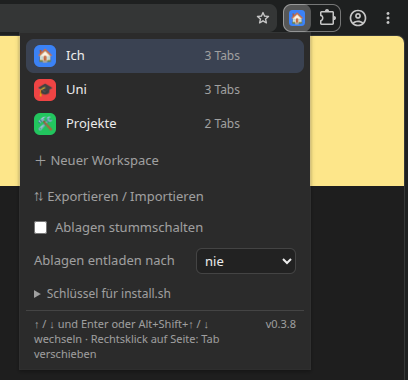 Ich 3 Tabs
Uni 3 Tabs
Projekte 2 Tabs
+ Neuer Workspace
⇅ Exportieren / Importieren
Ablagen stummschalten
Ablagen entladen nach nie
▶ Schlüssel für install.sh
↑ / ↓ und Enter oder Alt+Shift+↑ / ↓ v0.3.8
wechseln · Rechtsklick auf Seite: Tab
verschieben